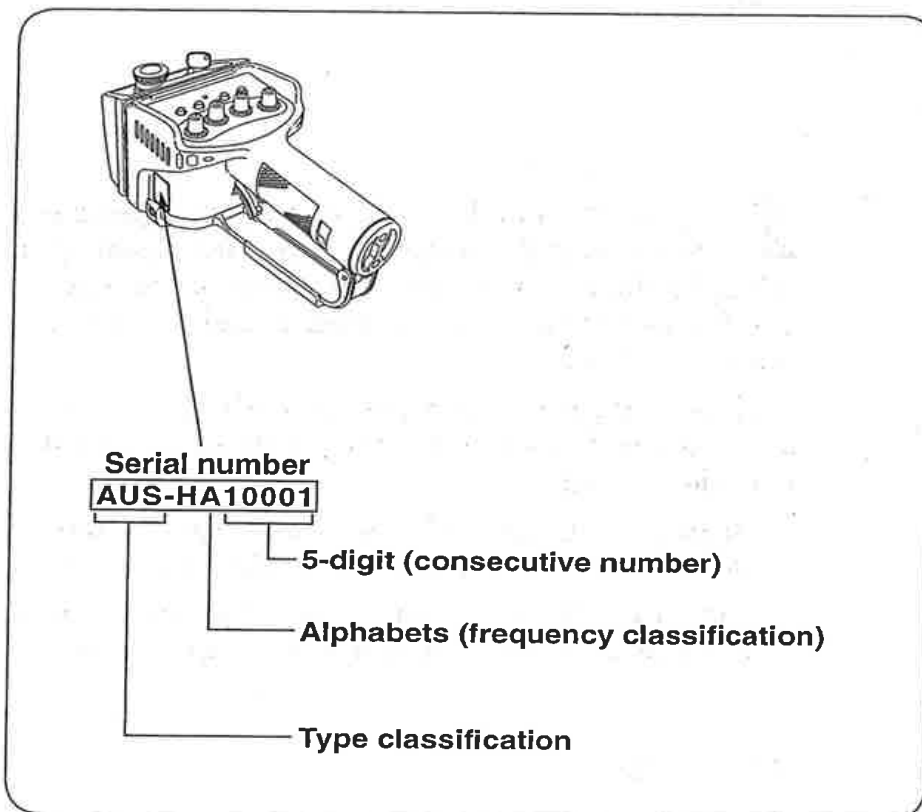 Serial number
AUS-HA10001
5-digit (consecutive number)
Alphabets (frequency classification)
Type classification